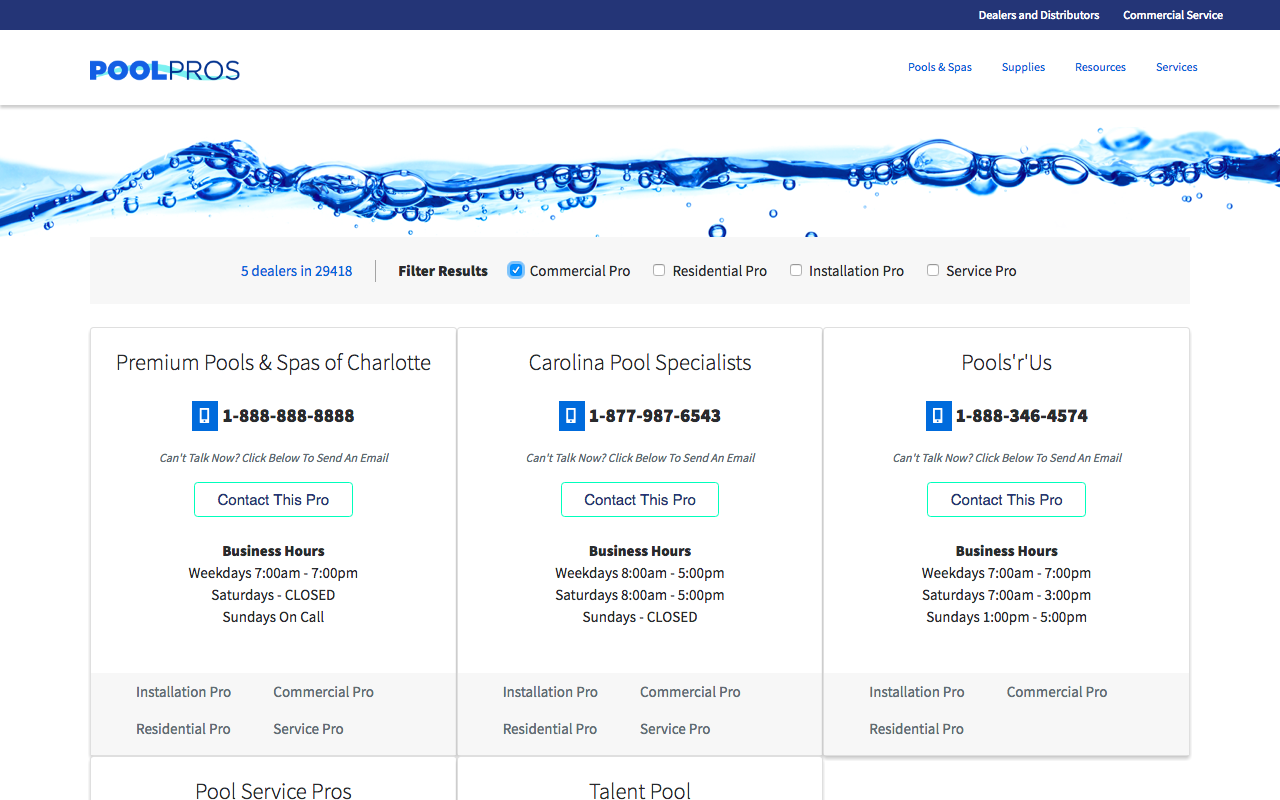 Dealers and Distributors Commercial Service
POOLPROS
Pools & Spas Supplies Resources Services
5 dealers in 29418 Filter Results Commercial Pro Residential Pro Installation Pro Service Pro
Premium Pools & Spas of Charlotte
1-888-888-8888
Can't Talk Now? Click Below To Send An Email
Contact This Pro
Business Hours
Weekdays 7:00am - 7:00pm
Saturdays - CLOSED
Sundays On Call
Installation Pro Commercial Pro
Residential Pro Service Pro
Carolina Pool Specialists
1-877-987-6543
Can't Talk Now? Click Below To Send An Email
Contact This Pro
Business Hours
Weekdays 8:00am - 5:00pm
Saturdays 8:00am - 5:00pm
Sundays - CLOSED
Installation Pro Commercial Pro
Residential Pro Service Pro
Pools'r'Us
1-888-346-4574
Can't Talk Now? Click Below To Send An Email
Contact This Pro
Business Hours
Weekdays 7:00am - 7:00pm
Saturdays 7:00am - 3:00pm
Sundays 1:00pm - 5:00pm
Installation Pro Commercial Pro
Residential Pro
Pool Service Pros
Talent Pool